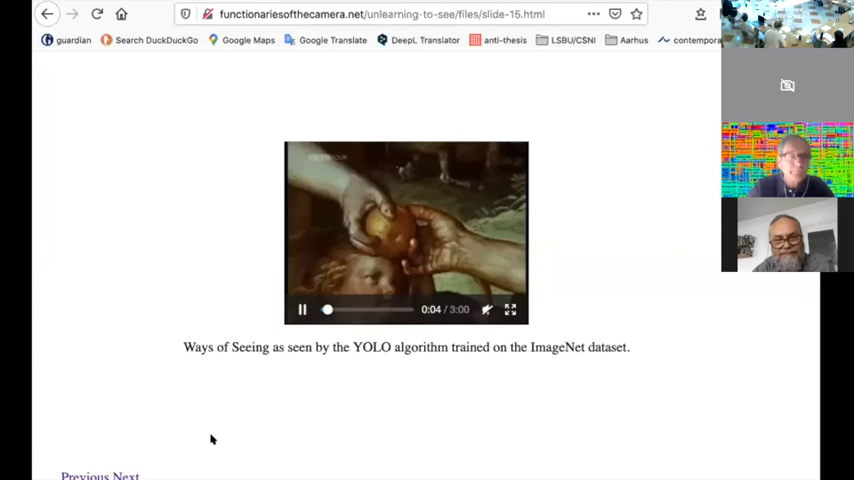 functionariesofthecamera.net/unlearning-to-see/files/slide-15.html
guardian Search DuckDuckGo Google Maps Google Translate DeepL Translator anti-thesis LSBU/CSNI Aarhus contempora
0:04 / 3:00
Ways of Seeing as seen by the YOLO algorithm trained on the ImageNet dataset.
Previous Next